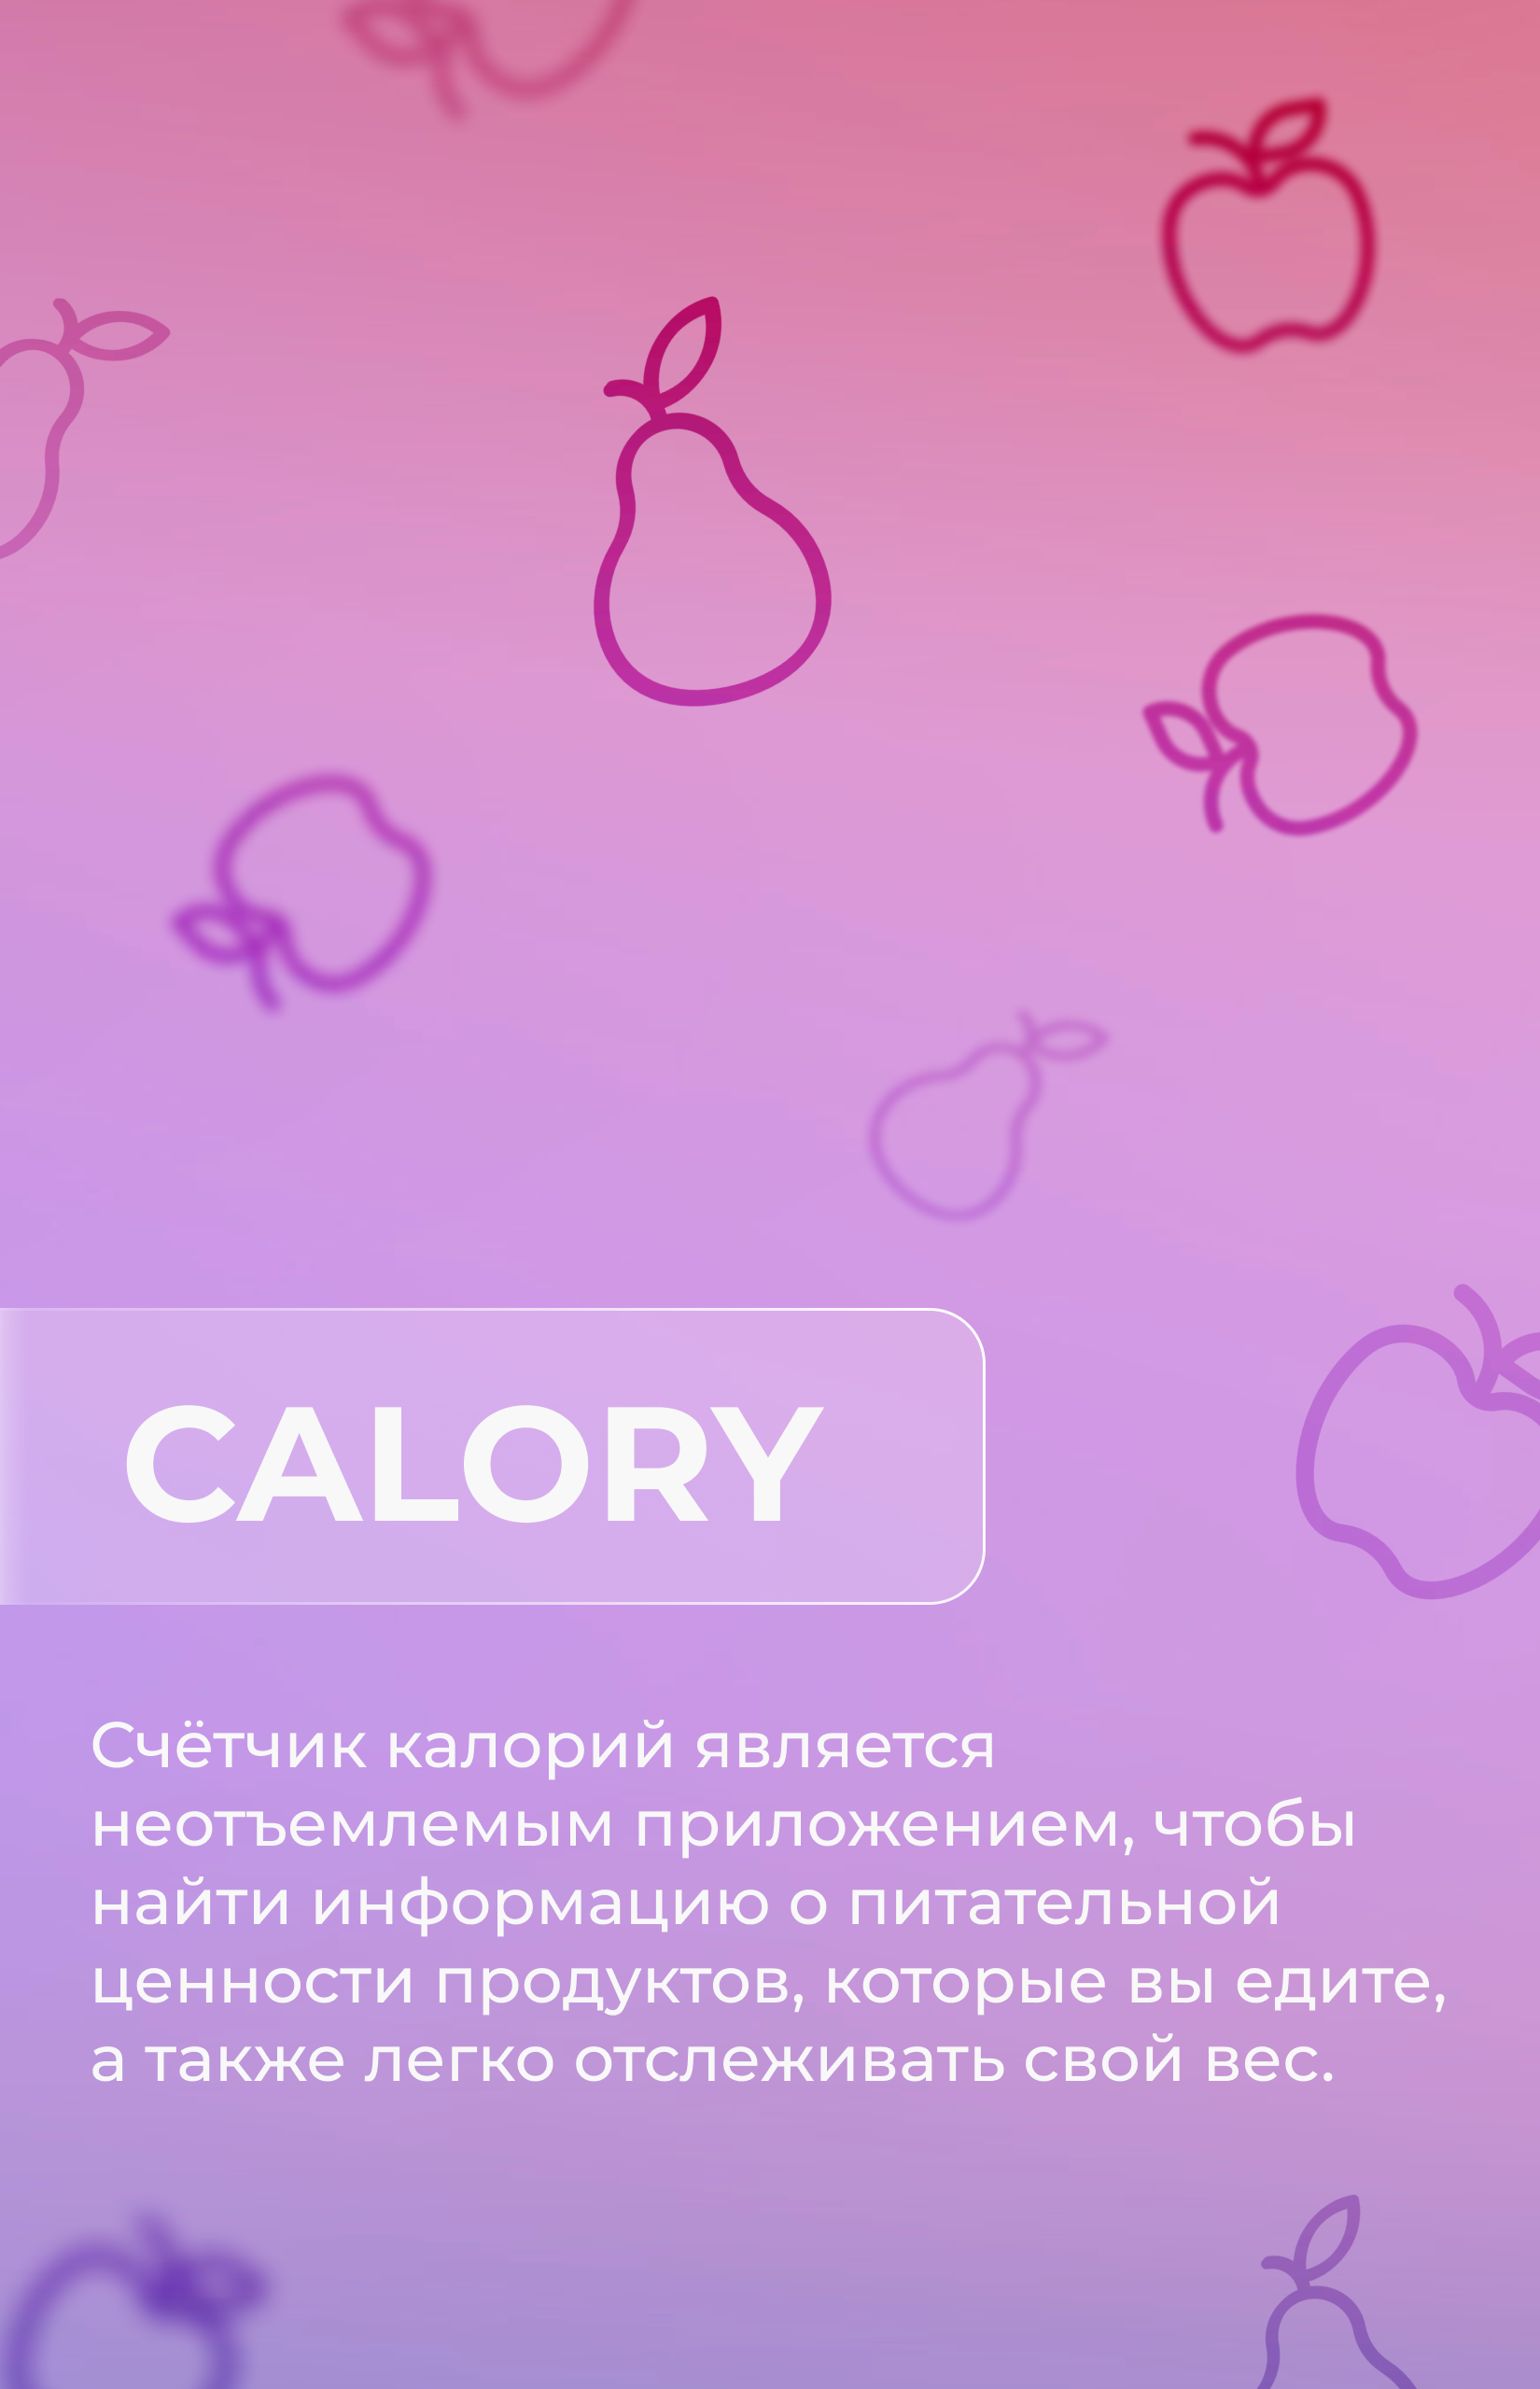 CALORY
Счётчик калорий является
неотъемлемым приложением, чтобы
найти информацию о питательной
ценности продуктов, которые вы едите,
а также легко отслеживать свой вес.